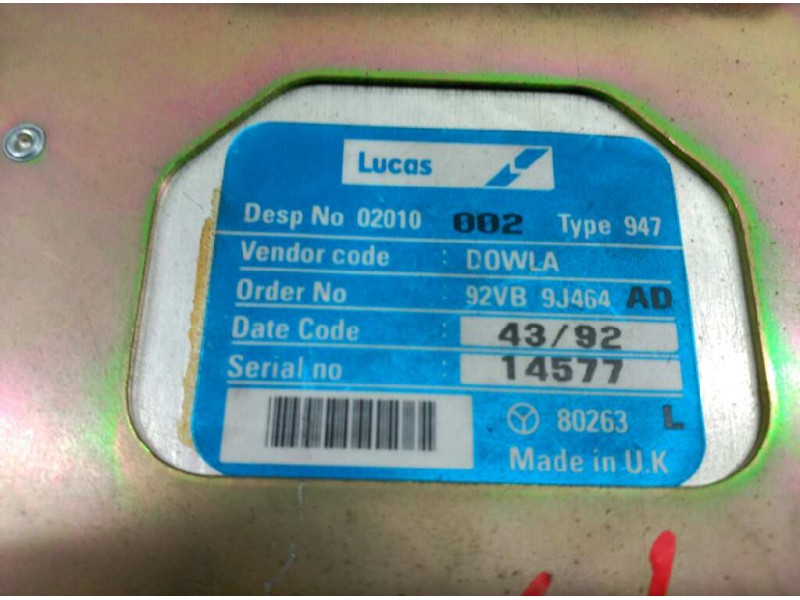 Lucas
Desp No 02010 002 Type 947
Vendor code : DOWLA
Order No : 92VB 9J464 AD
Date Code : 43/92
Serial no : 14577
80263 L
Made in U.K